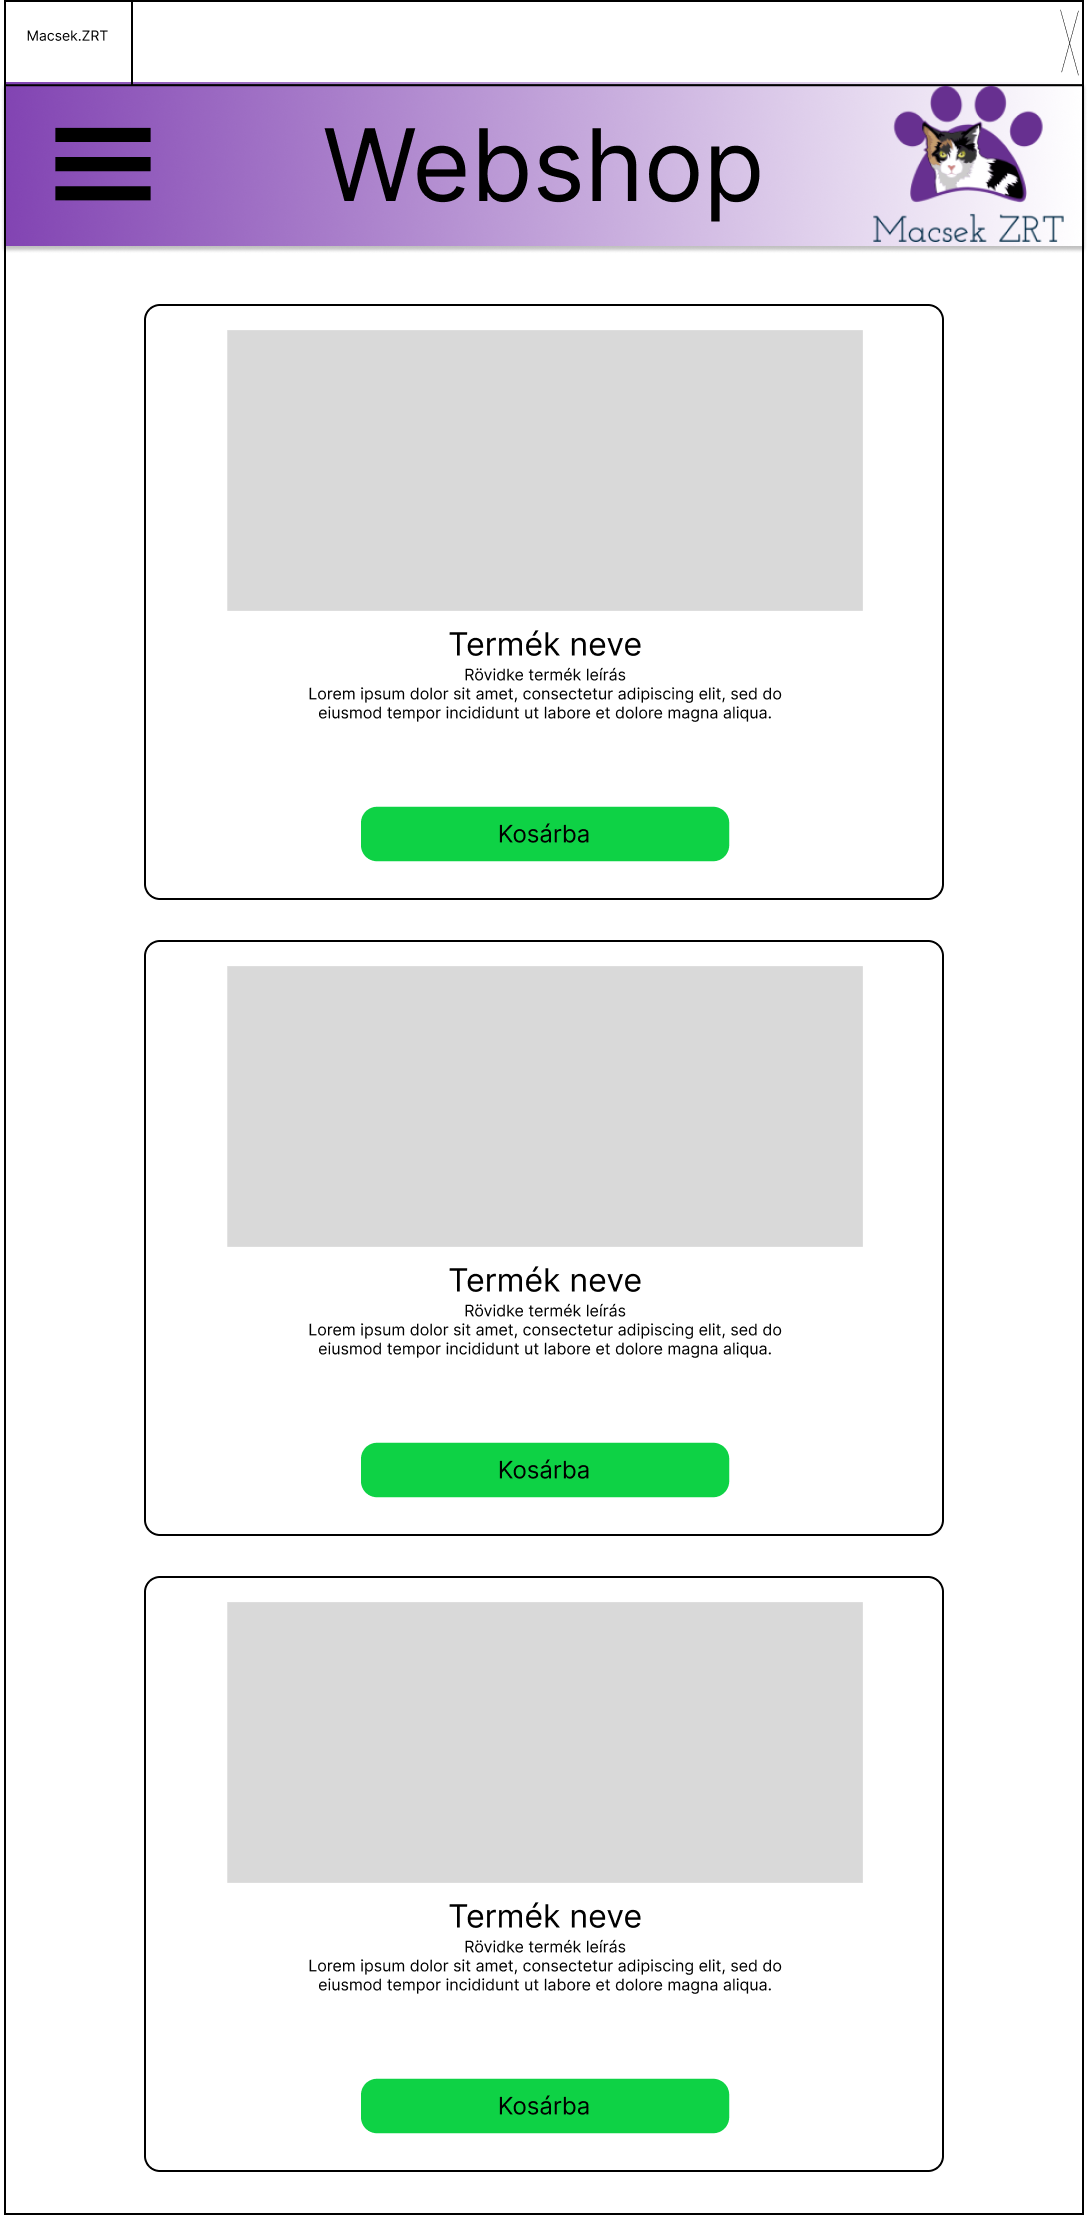 Macsek.ZRT
Webshop
Macsek ZRT
Termék neve
Rövidke termék leírás
Lorem ipsum dolor sit amet, consectetur adipiscing elit, sed do
eiusmod tempor incididunt ut labore et dolore magna aliqua.
Kosárba
Termék neve
Rövidke termék leírás
Lorem ipsum dolor sit amet, consectetur adipiscing elit, sed do
eiusmod tempor incididunt ut labore et dolore magna aliqua.
Kosárba
Termék neve
Rövidke termék leírás
Lorem ipsum dolor sit amet, consectetur adipiscing elit, sed do
eiusmod tempor incididunt ut labore et dolore magna aliqua.
Kosárba